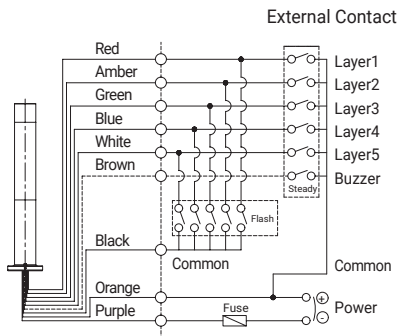 External Contact
Red
Layer1
Amber
Layer2
Green
Layer3
Blue
Layer4
White
Layer5
Brown
Buzzer
Steady
Flash
Black
Common
Common
Orange
Fuse
Power
Purple